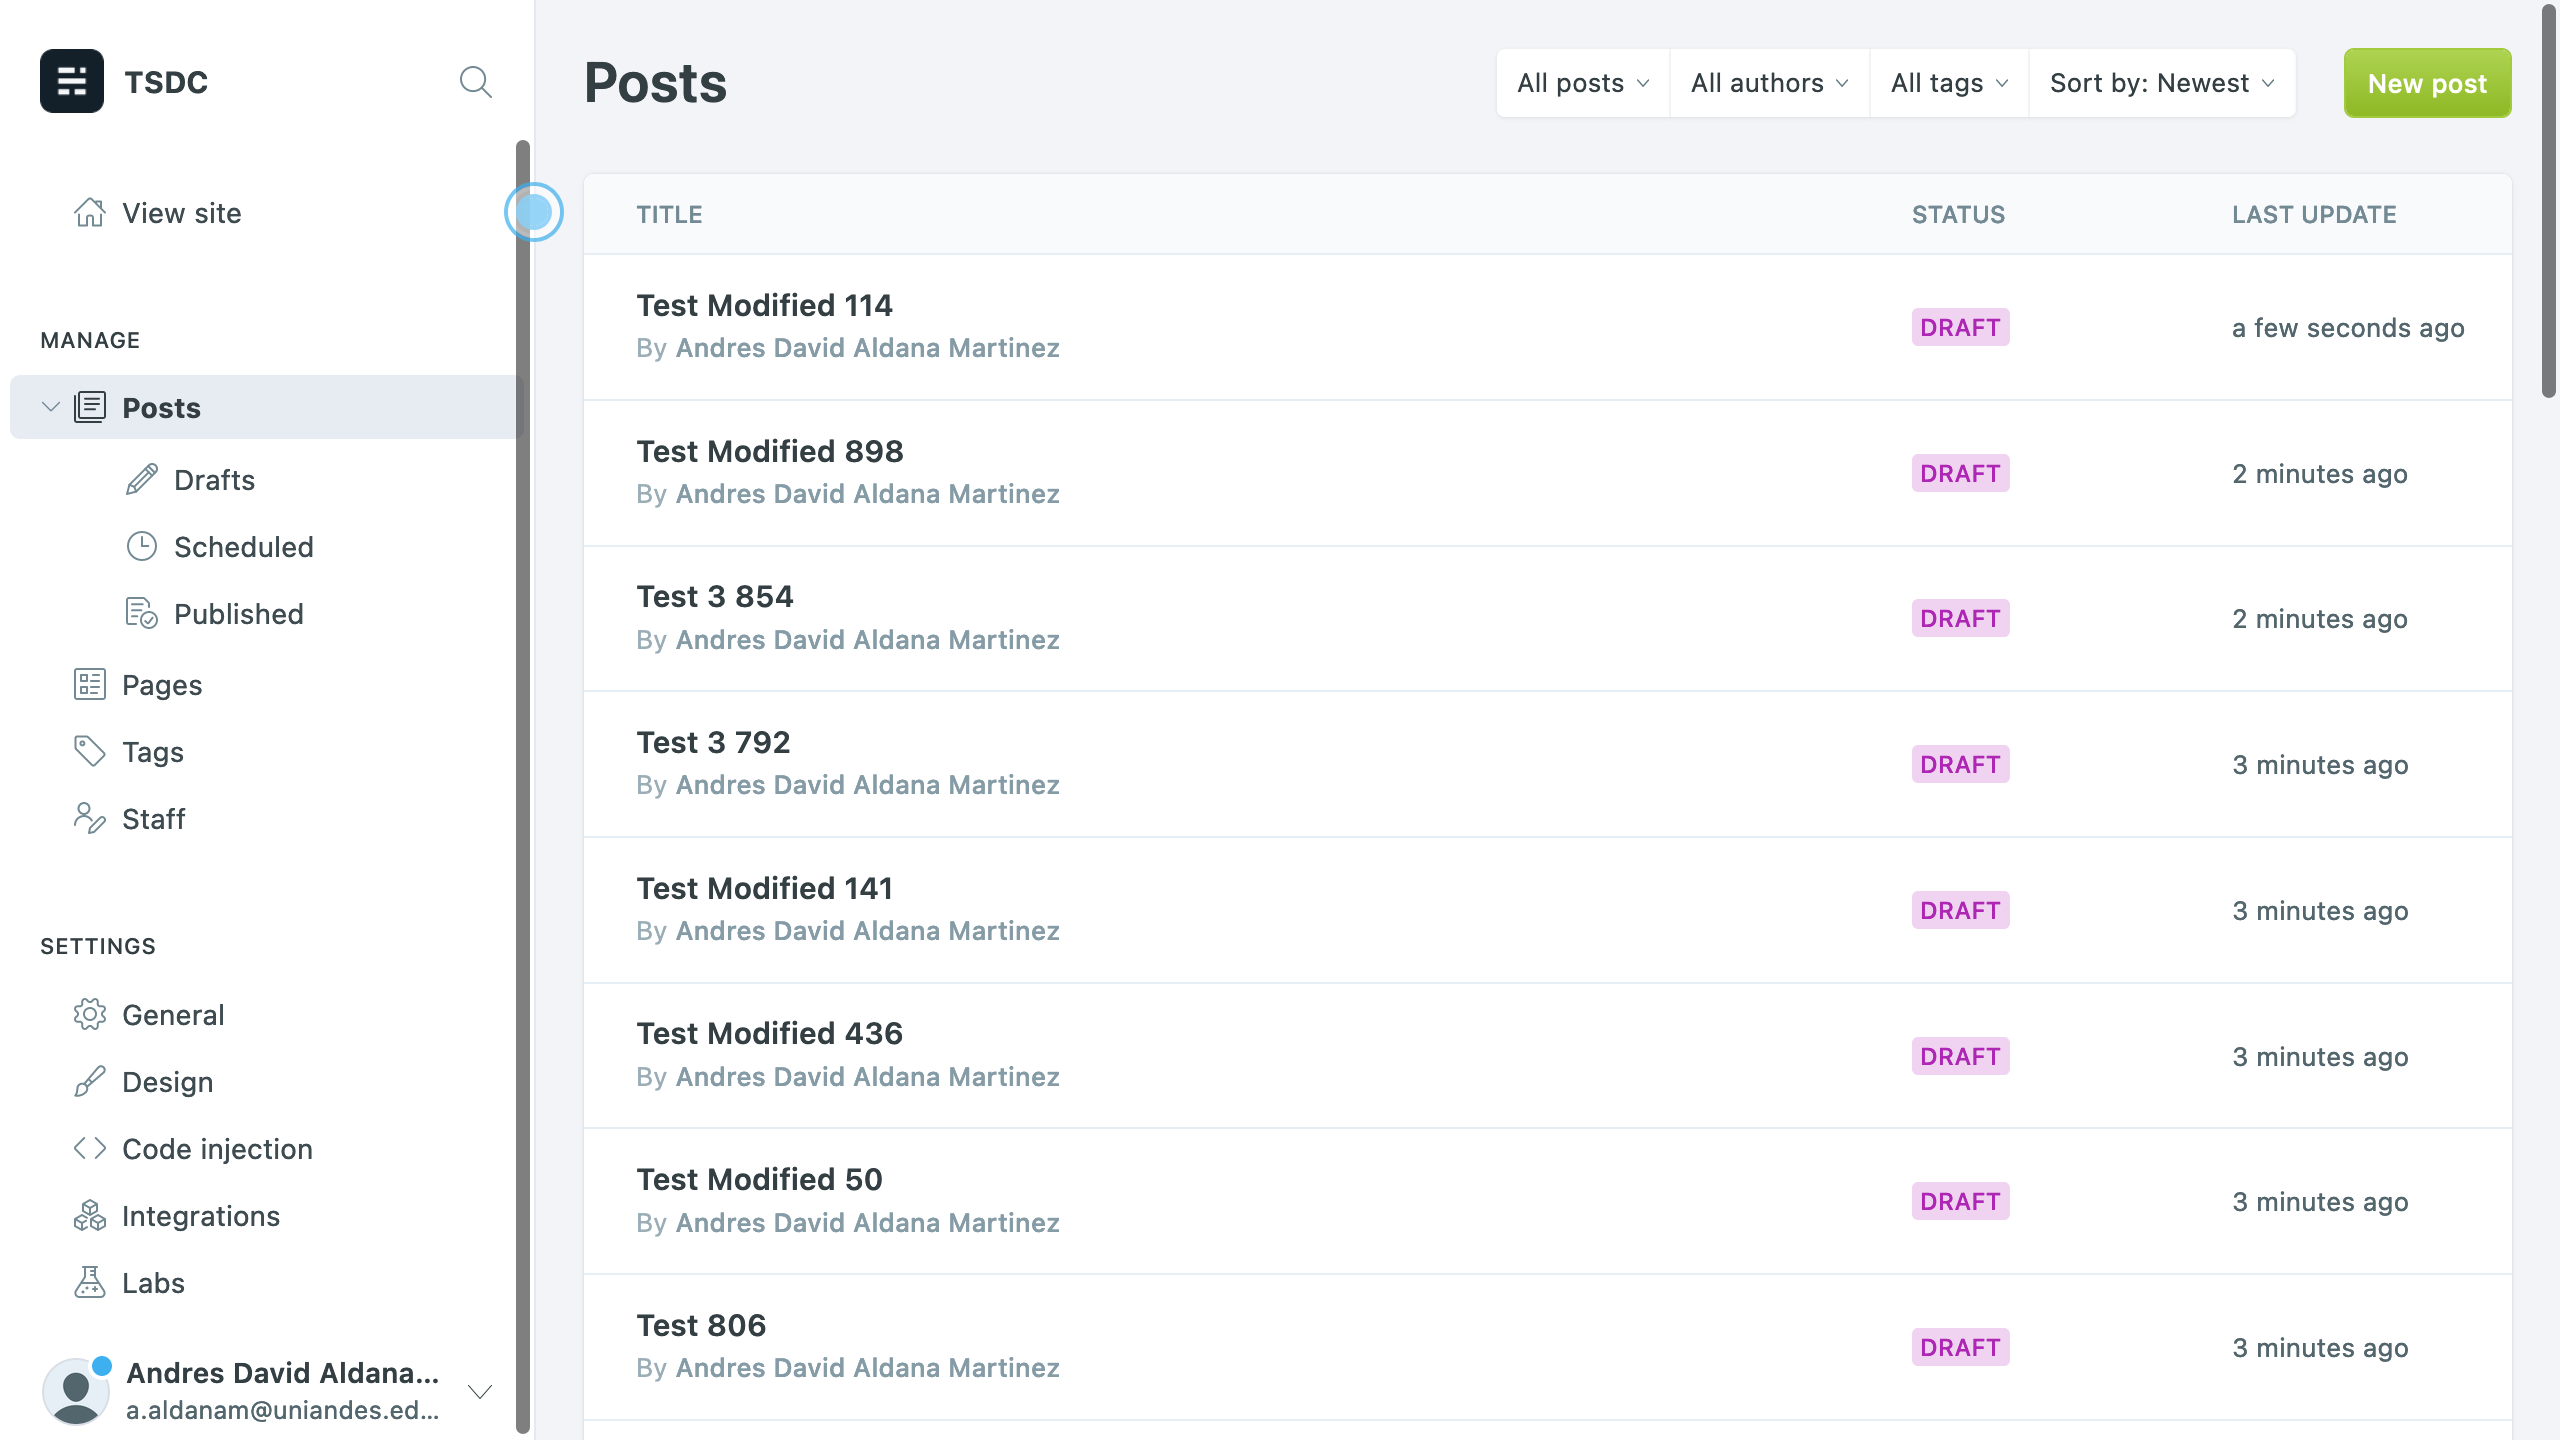 TSDC
View site
MANAGE
Posts
Drafts
Scheduled
Published
Pages
Tags
Staff
SETTINGS
General
Design
Code injection
Integrations
Labs
Andres David Aldana...
a.aldanam@uniandes.ed...
Posts
All posts
All authors
All tags
Sort by: Newest
New post
TITLE STATUS LAST UPDATE
Test Modified 114
By Andres David Aldana Martinez
DRAFT
a few seconds ago
Test Modified 898
By Andres David Aldana Martinez
DRAFT
2 minutes ago
Test 3 854
By Andres David Aldana Martinez
DRAFT
2 minutes ago
Test 3 792
By Andres David Aldana Martinez
DRAFT
3 minutes ago
Test Modified 141
By Andres David Aldana Martinez
DRAFT
3 minutes ago
Test Modified 436
By Andres David Aldana Martinez
DRAFT
3 minutes ago
Test Modified 50
By Andres David Aldana Martinez
DRAFT
3 minutes ago
Test 806
By Andres David Aldana Martinez
DRAFT
3 minutes ago